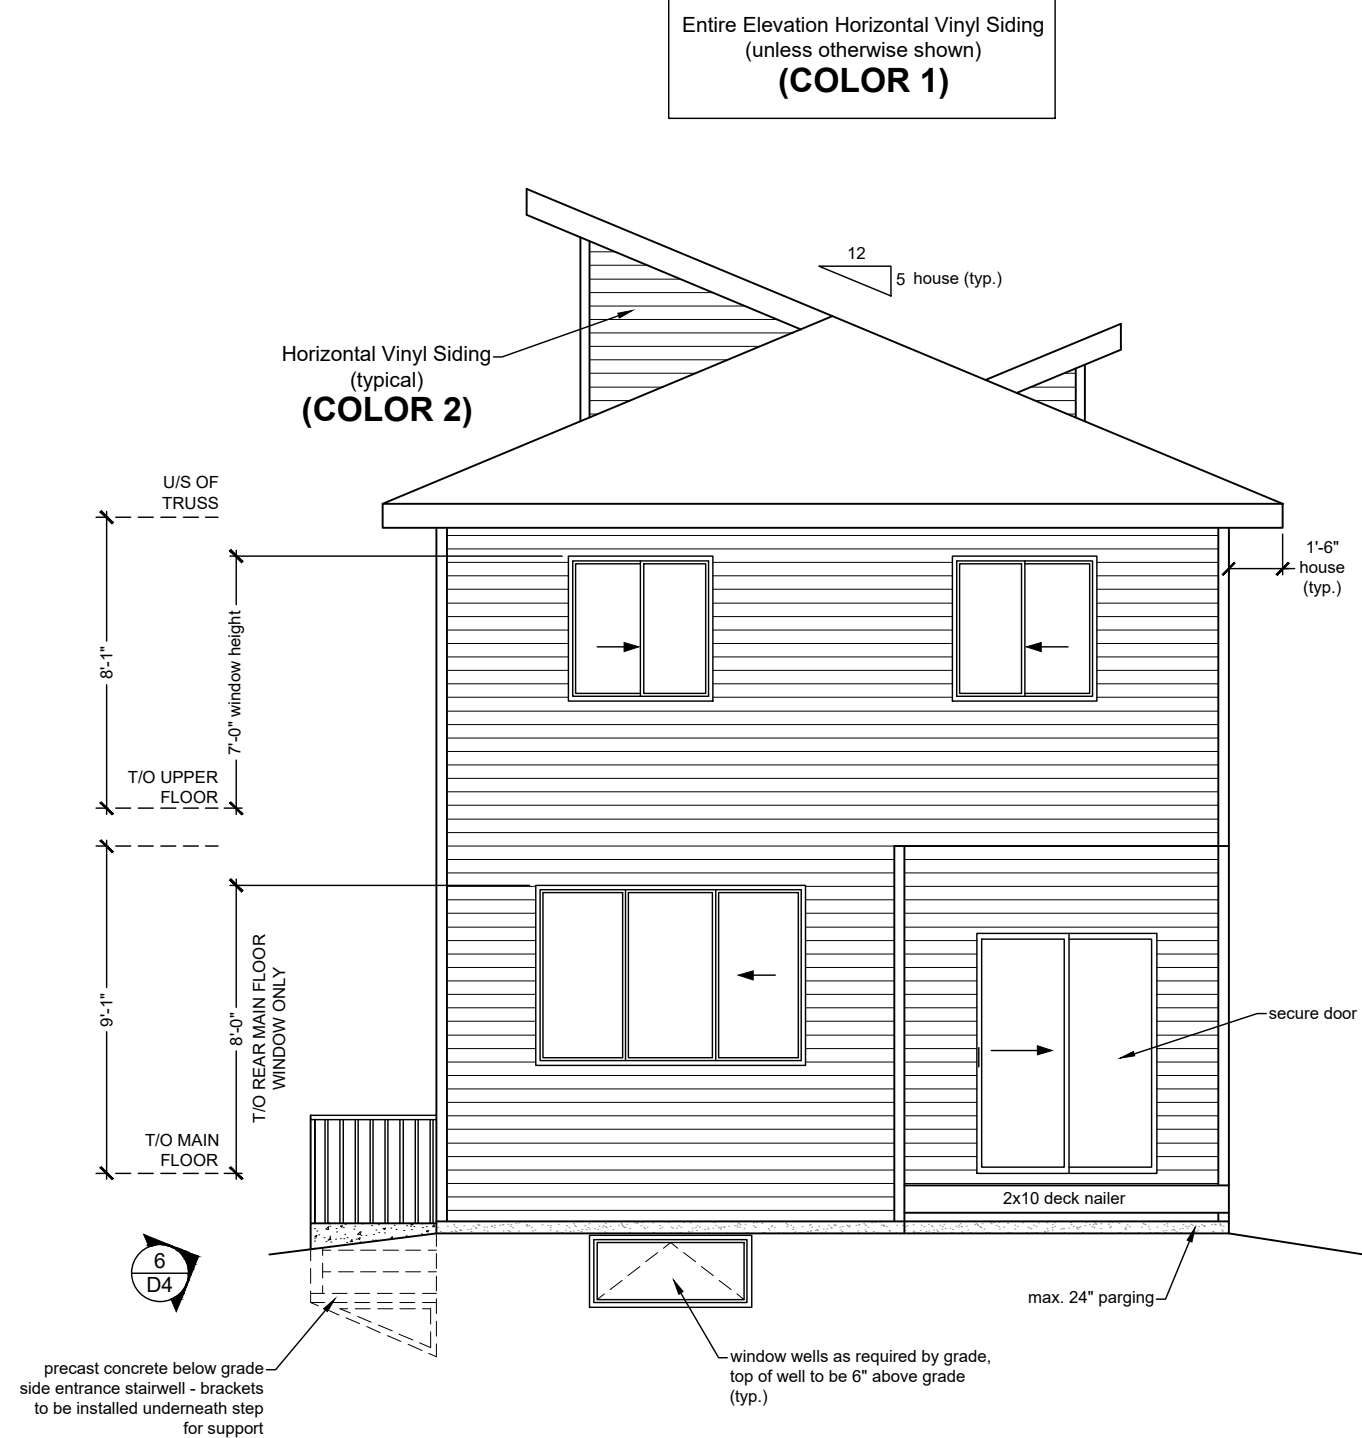 Entire Elevation Horizontal Vinyl Siding
(unless otherwise shown)
(COLOR 1)
12
5 house (typ.)
Horizontal Vinyl Siding
(typical)
(COLOR 2)
U/S OF
TRUSS
1'-6"
house
(typ.)
8'-1"
7'-0" window height
T/O UPPER
FLOOR
9'-1"
8'-0"
T/O REAR MAIN FLOOR
WINDOW ONLY
secure door
T/O MAIN
FLOOR
2x10 deck nailer
6
D4
max. 24" parging
precast concrete below grade
side entrance stairwell - brackets
to be installed underneath step
for support
window wells as required by grade,
top of well to be 6" above grade
(typ.)